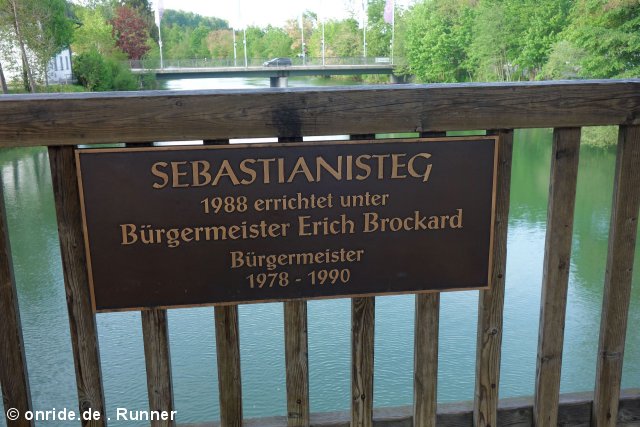 SEBASTIANISTEG
1988 errichtet unter
Bürgermeister Erich Brockard
Bürgermeister
1978 - 1990
© onride.de . Runner